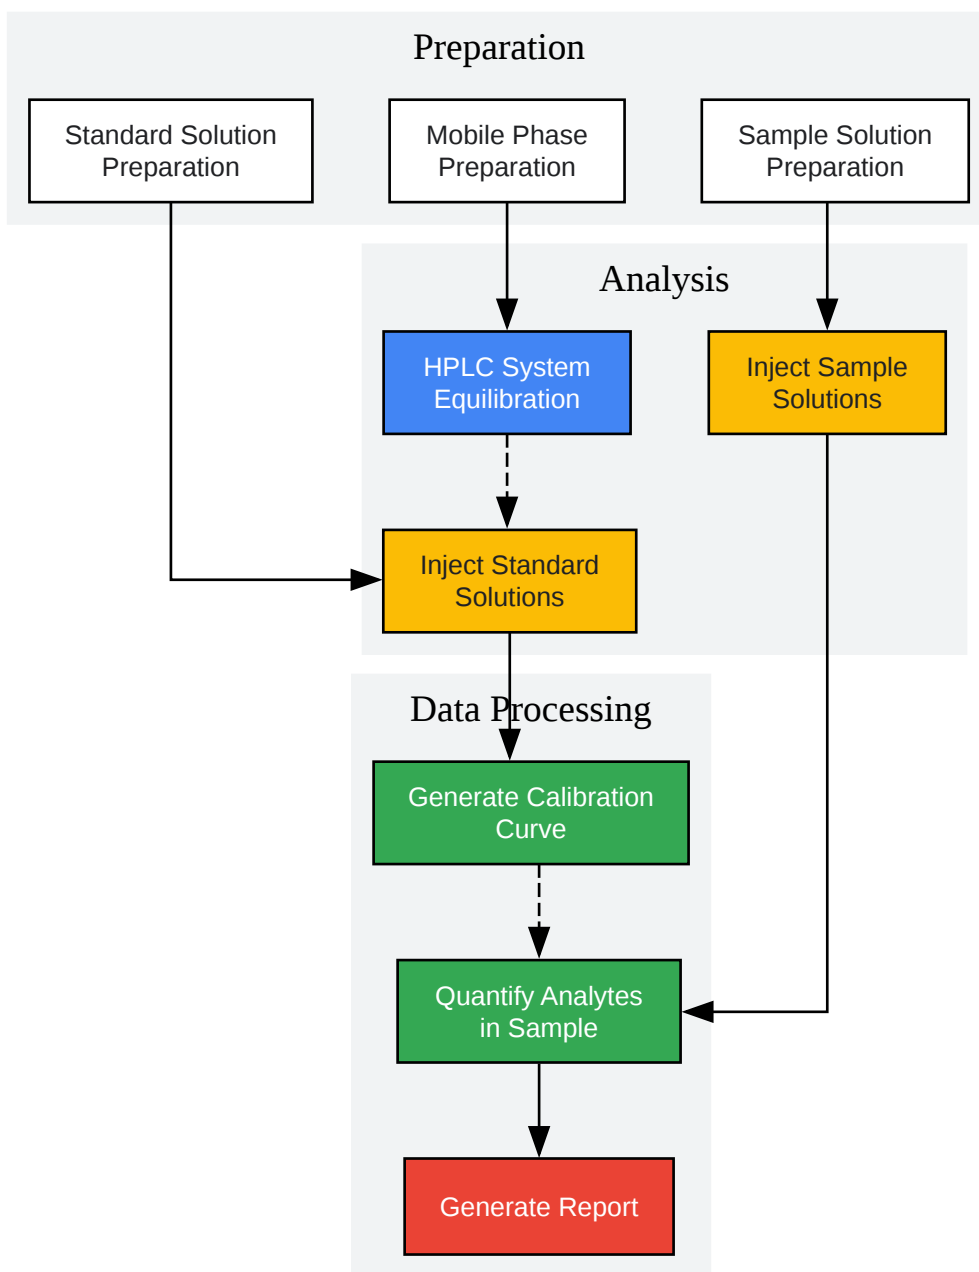 Preparation
Standard Solution
Preparation
Mobile Phase
Preparation
Sample Solution
Preparation
Analysis
HPLC System
Equilibration
Inject Sample
Solutions
Inject Standard
Solutions
Data Processing
Generate Calibration
Curve
Quantify Analytes
in Sample
Generate Report